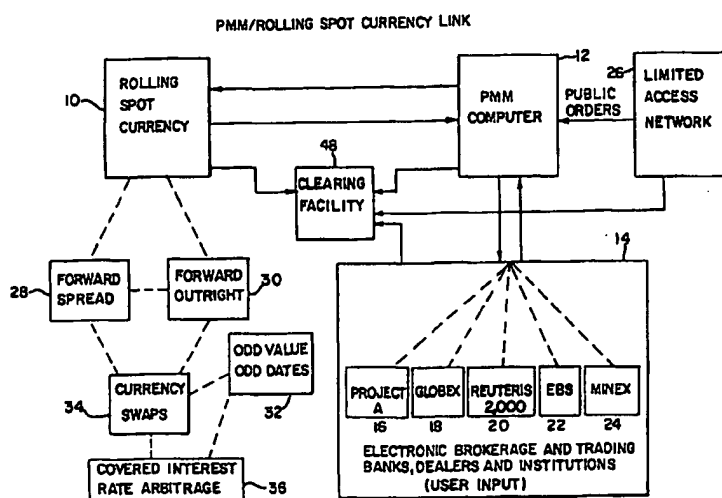 PMM/ROLLING SPOT CURRENCY LINK
10
ROLLING
SPOT
CURRENCY
12
PMM
COMPUTER
PUBLIC
ORDERS
26
LIMITED
ACCESS
NETWORK
48
CLEARING
FACILITY
14
28
FORWARD
SPREAD
FORWARD
OUTRIGHT
30
34
CURRENCY
SWAPS
ODD VALUE
ODD DATES
32
COVERED INTEREST
RATE ARBITRAGE
36
PROJECT
A
16
GLOBEX
18
REUTERIS
2,000
20
EBS
22
MINEX
24
ELECTRONIC BROKERAGE AND TRADING
BANKS, DEALERS AND INSTITUTIONS
(USER INPUT)